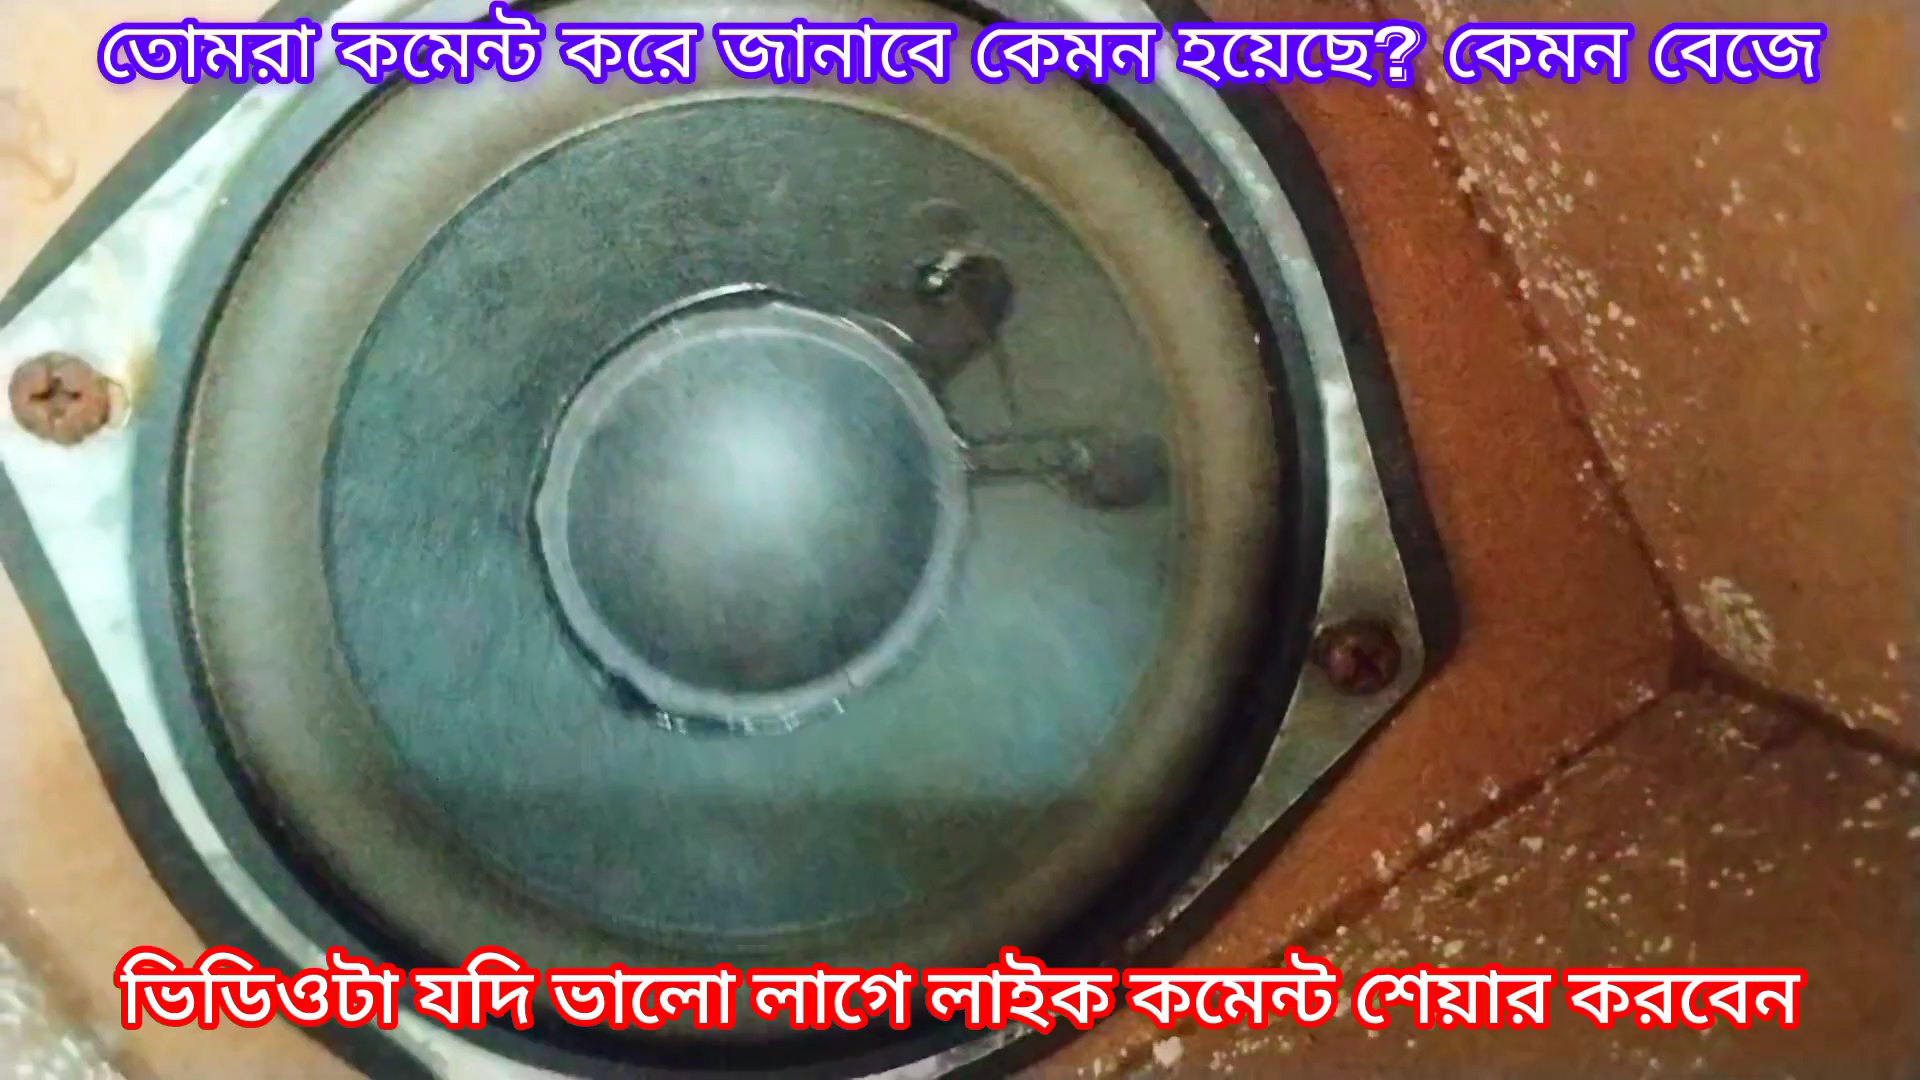 তোমরা কমেন্ট করে জানাবে কেমন হয়েছে? কেমন বেজে
ভিডিওটা যদি ভালো লাগে লাইক কমেন্ট শেয়ার করবেন